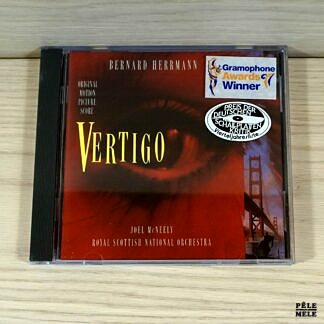 BERNARD HERRMANN
Gramophone
Awards
Winner
ORIGINAL
MOTION
PICTURE
SCORE
PREIS DER
DEUTSCHEN
SCHALLPLATTEN
KRITIK
Vierteljahresliste
VERTIGO
JOEL McNEELY
ROYAL SCOTTISH NATIONAL ORCHESTRA
PÊLE
MÊLE